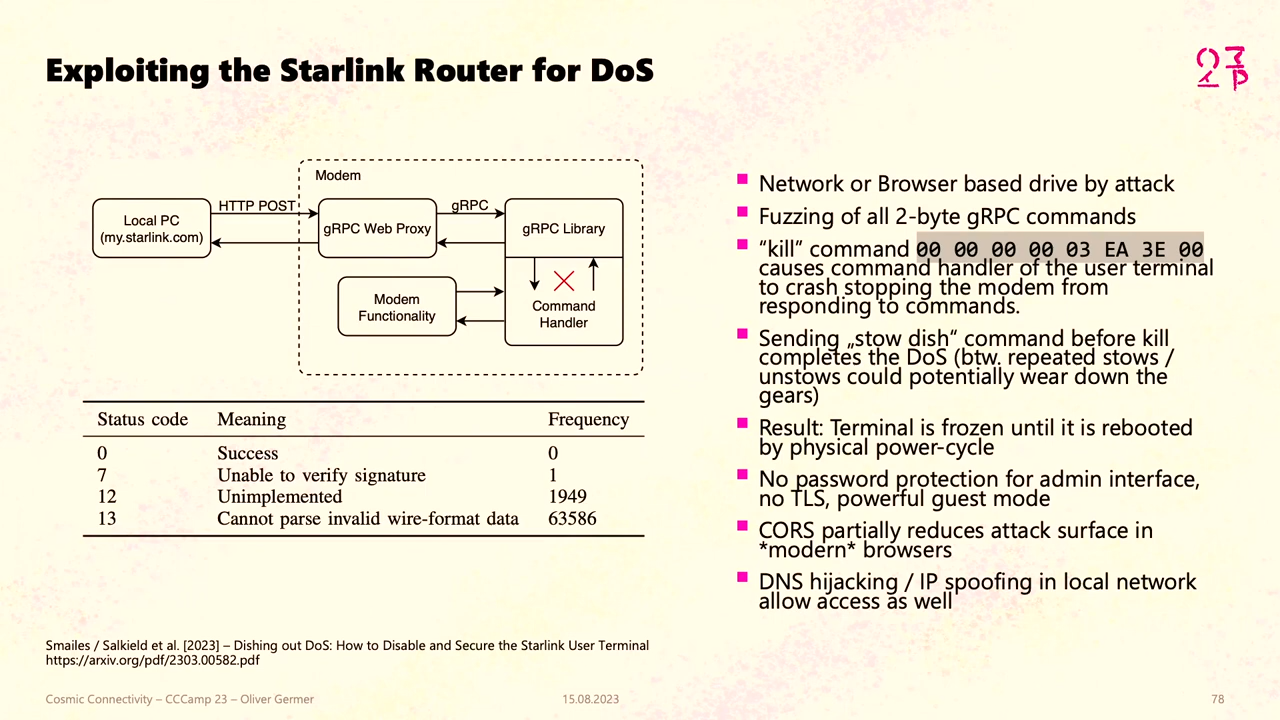 Exploiting the Starlink Router for DoS
Modem
Local PC
(my.starlink.com)
HTTP POST
gRPC Web Proxy
gRPC
gRPC Library
Modem
Functionality
Command
Handler
Status code Meaning Frequency
0 Success 0
7 Unable to verify signature 1
12 Unimplemented 1949
13 Cannot parse invalid wire-format data 63586
Network or Browser based drive by attack
Fuzzing of all 2-byte gRPC commands
“kill” command 00 00 00 00 03 EA 3E 00
causes command handler of the user terminal
to crash stopping the modem from
responding to commands.
Sending „stow dish“ command before kill
completes the DoS (btw. repeated stows /
unstows could potentially wear down the
gears)
Result: Terminal is frozen until it is rebooted
by physical power-cycle
No password protection for admin interface,
no TLS, powerful guest mode
CORS partially reduces attack surface in
*modern* browsers
DNS hijacking / IP spoofing in local network
allow access as well
Smailes / Salkield et al. [2023] – Dishing out DoS: How to Disable and Secure the Starlink User Terminal
https://arxiv.org/pdf/2303.00582.pdf
Cosmic Connectivity – CCCamp 23 – Oliver Germer
15.08.2023
78